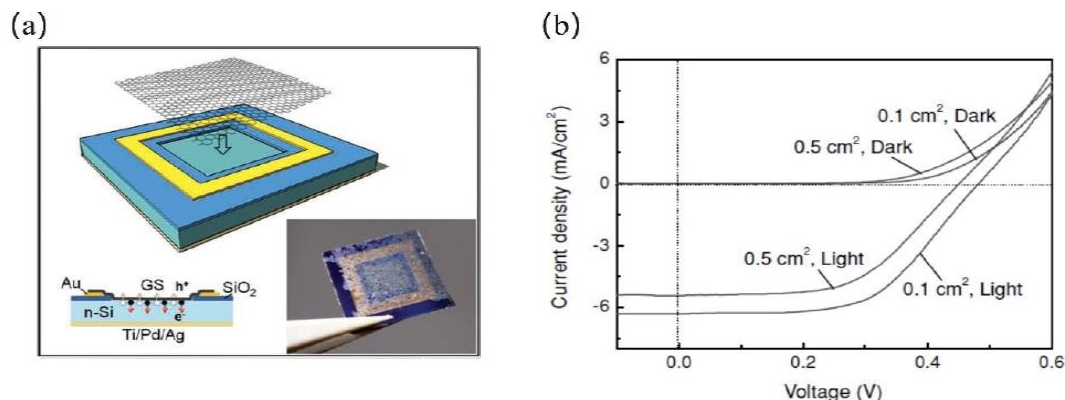 (a)
Au
GS
h⁺
SiO₂
n-Si
e⁻
Ti/Pd/Ag
(b)
Current density (mA/cm²)
6
3
0
-3
-6
0.1 cm², Dark
0.5 cm², Dark
0.5 cm², Light
0.1 cm², Light
0.0
0.2
0.4
0.6
Voltage (V)